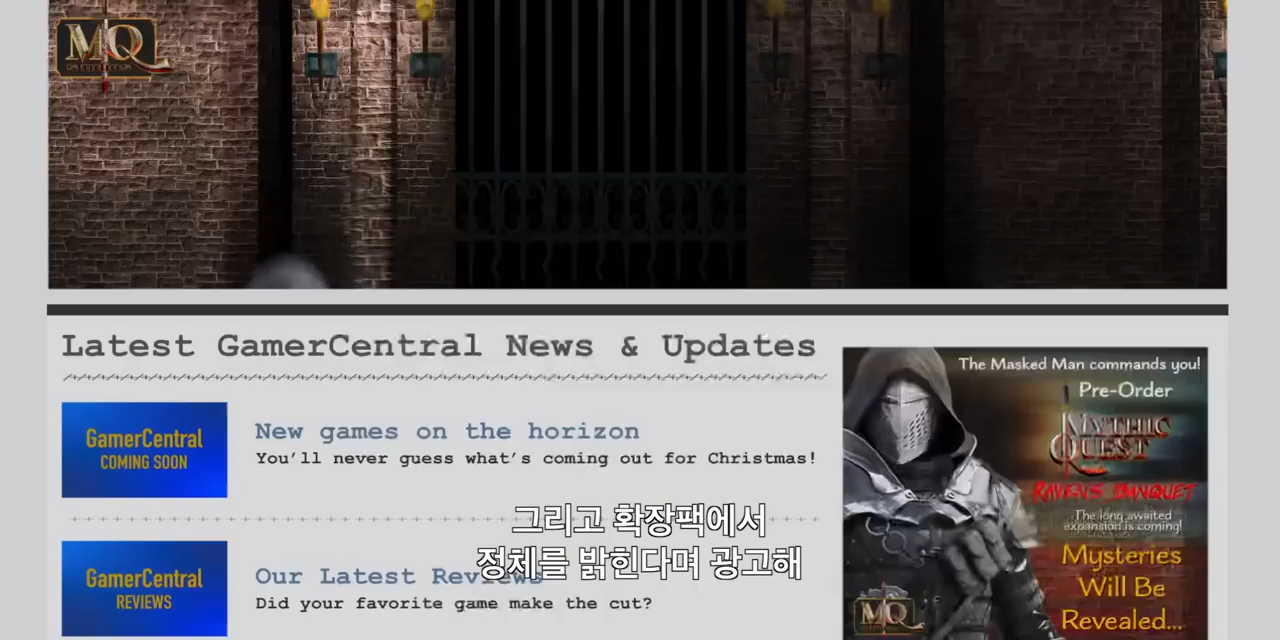 MQ
Latest GamerCentral News & Updates
GamerCentral
COMING SOON
New games on the horizon
You'll never guess what's coming out for Christmas!
GamerCentral
REVIEWS
Our Latest Reviews
Did your favorite game make the cut?
The Masked Man commands you!
Pre-Order
MYTHIC
QUEST
RAVEN'S BANQUET
The long awaited
expansion is coming!
Mysteries
Will Be
Revealed...
MQ
그리고 확장팩에서
정체를 밝힌다며 광고해